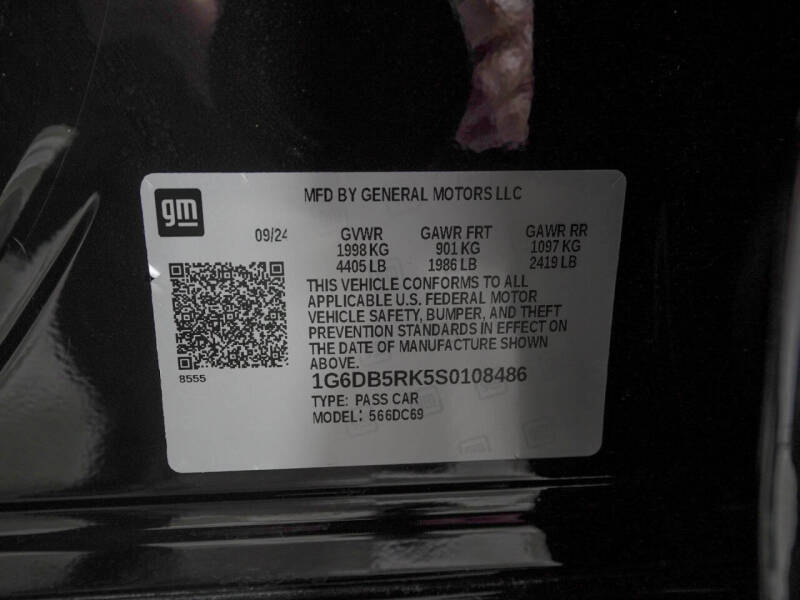 gm
MFD BY GENERAL MOTORS LLC
09/24
GVWR GAWR FRT GAWR RR
1998 KG 901 KG 1097 KG
4405 LB 1986 LB 2419 LB
THIS VEHICLE CONFORMS TO ALL
APPLICABLE U.S. FEDERAL MOTOR
VEHICLE SAFETY, BUMPER, AND THEFT
PREVENTION STANDARDS IN EFFECT ON
THE DATE OF MANUFACTURE SHOWN
ABOVE.
8555
1G6DB5RK5S0108486
TYPE: PASS CAR
MODEL: 566DC69